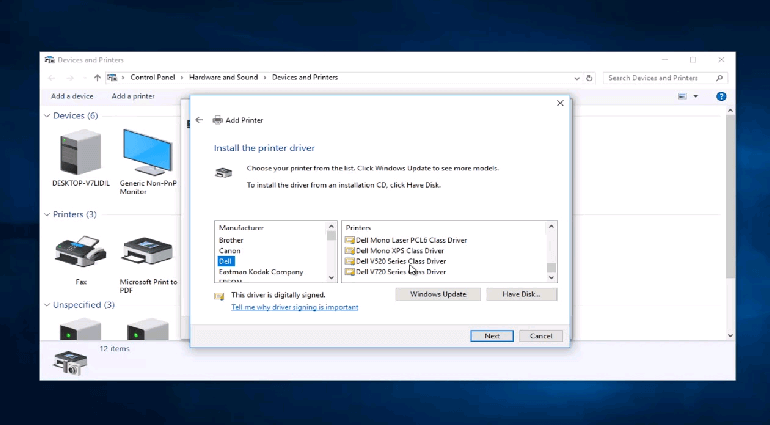 Devices and Printers
Control Panel > Hardware and Sound > Devices and Printers
Search Devices and Printers
Add a device Add a printer
Devices (6)
DESKTOP-V7LIDIL
Generic Non-PnP
Monitor
Printers (3)
Fax
Microsoft Print to
PDF
Unspecified (3)
12 items
Add Printer
Install the printer driver
Choose your printer from the list. Click Windows Update to see more models.
To install the driver from an installation CD, click Have Disk.
Manufacturer
Brother
Canon
Dell
Eastman Kodak Company
Printers
Dell Mono Laser PCL6 Class Driver
Dell Mono XPS Class Driver
Dell V520 Series Class Driver
Dell V720 Series Class Driver
This driver is digitally signed.
Tell me why driver signing is important
Windows Update
Have Disk...
Next
Cancel